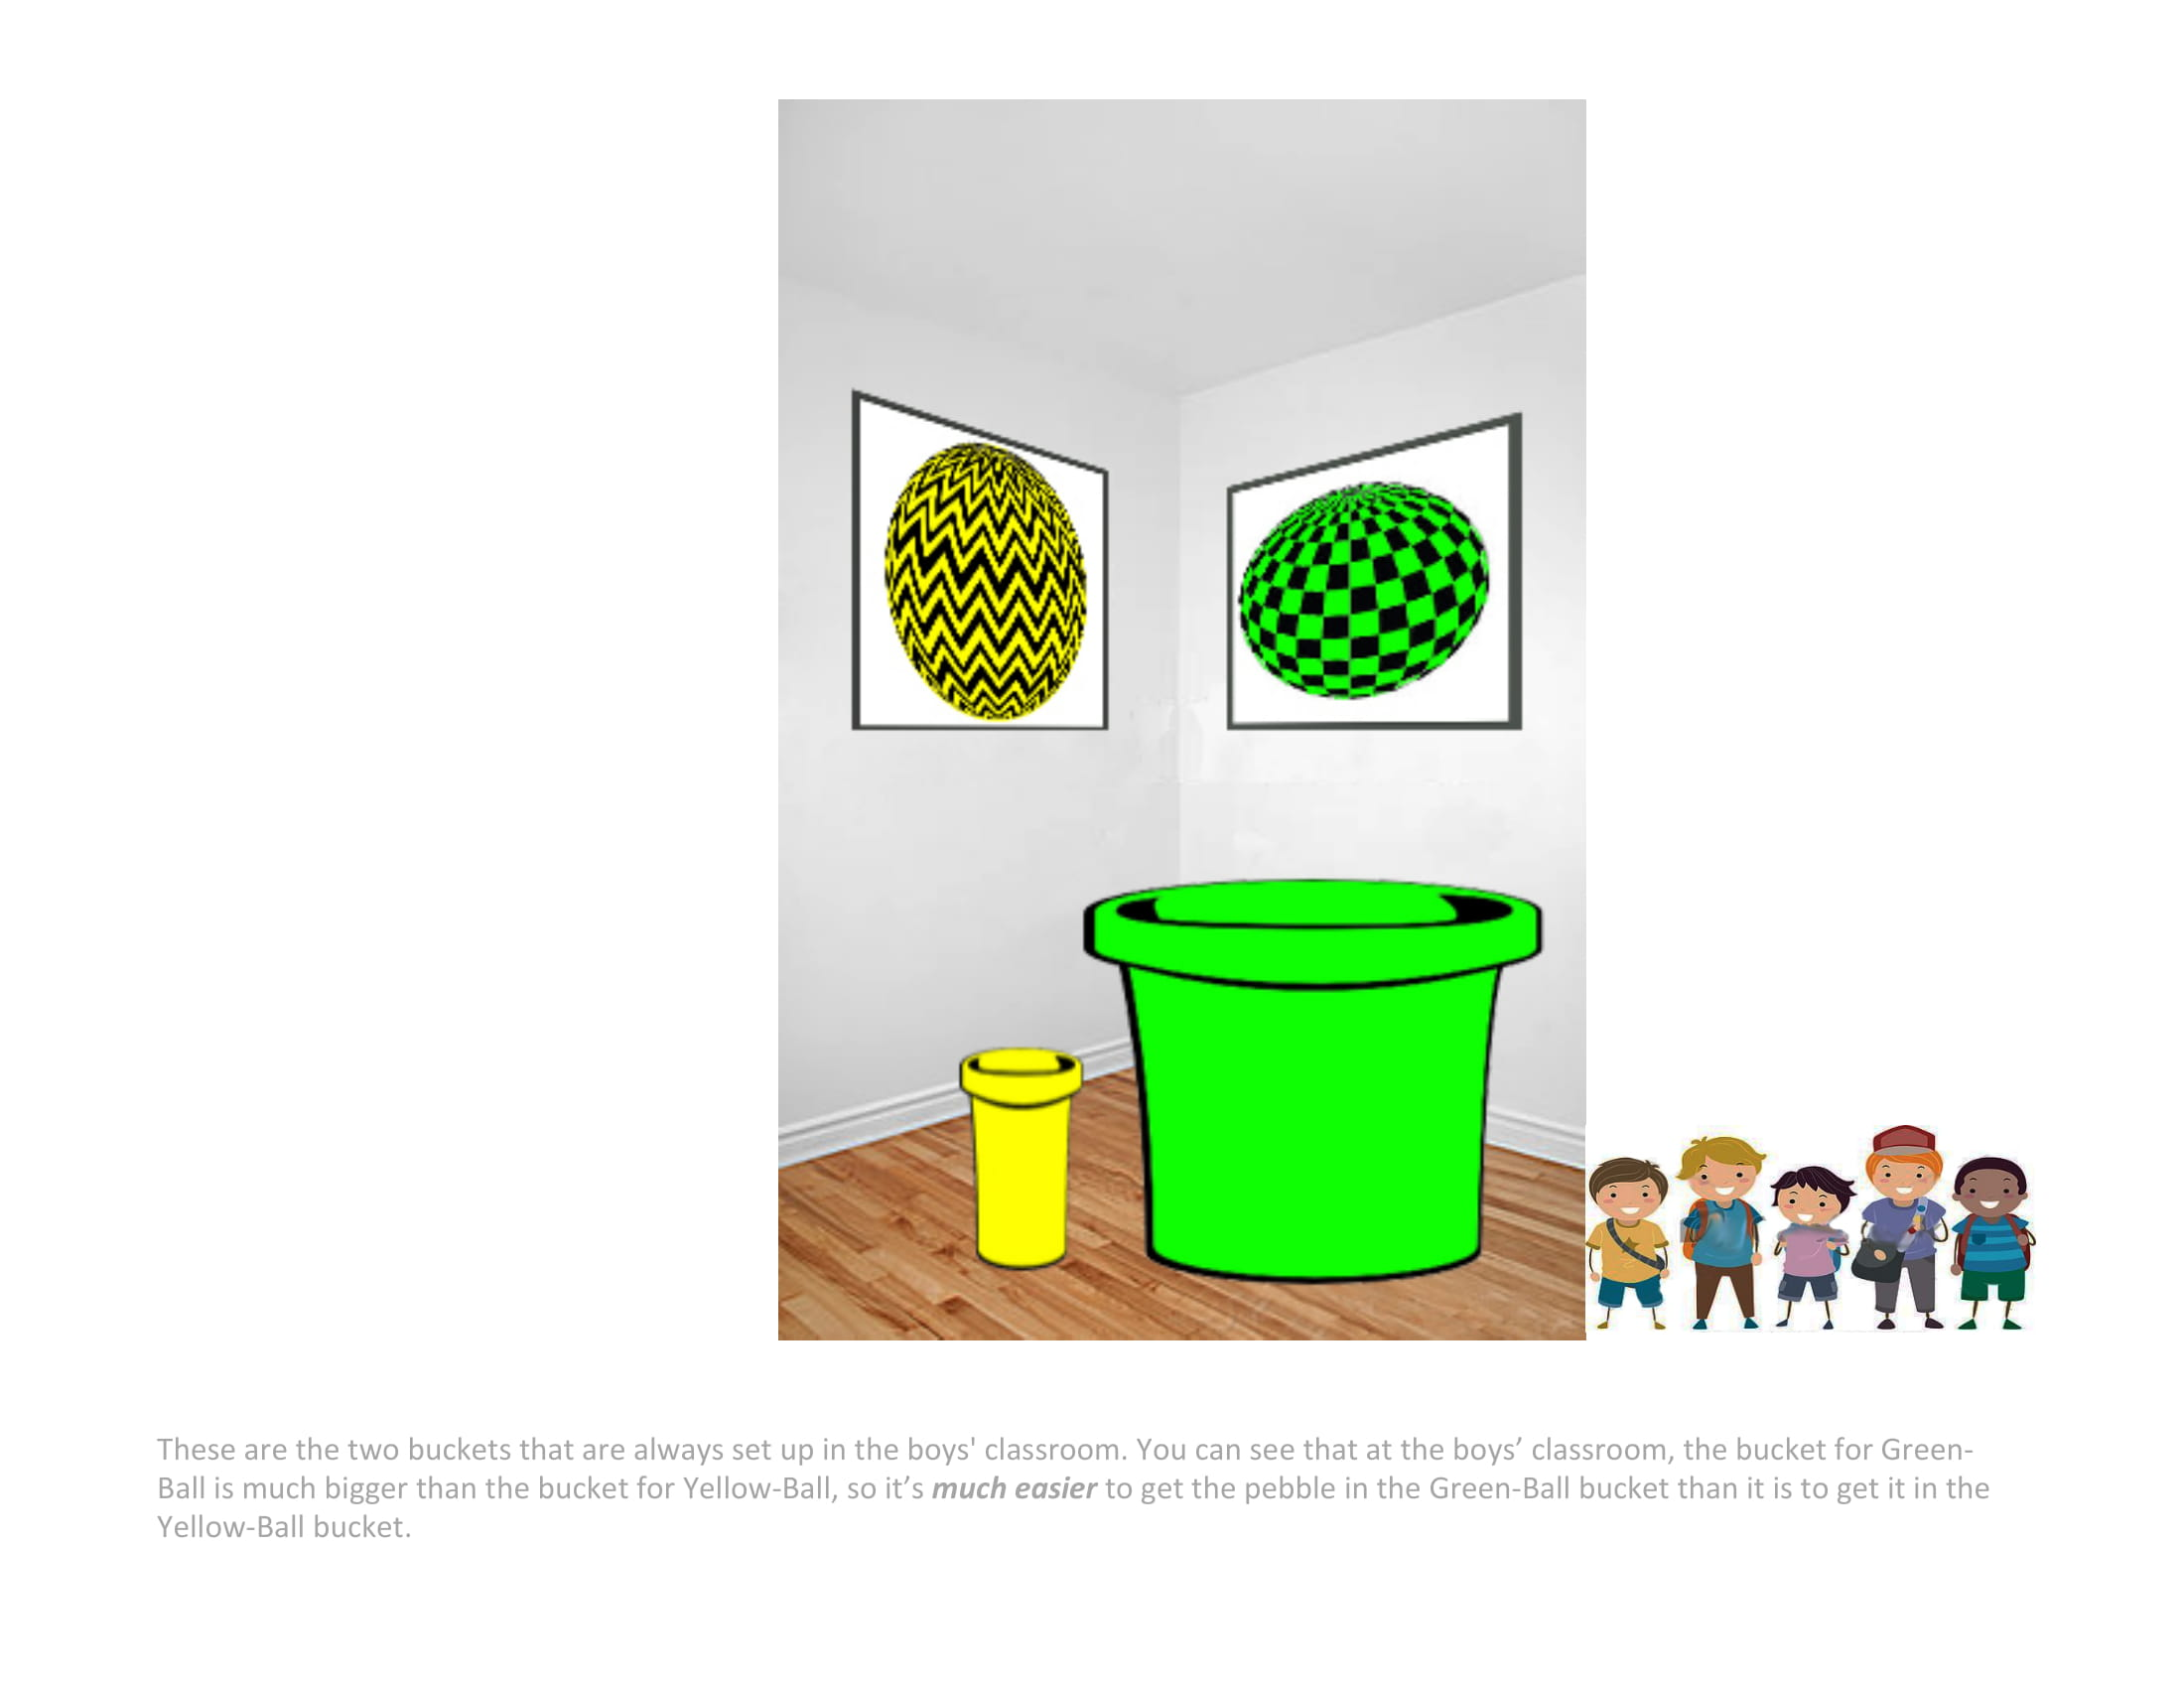 These are the two buckets that are always set up in the boys' classroom. You can see that at the boys’ classroom, the bucket for Green-
Ball is much bigger than the bucket for Yellow-Ball, so it’s much easier to get the pebble in the Green-Ball bucket than it is to get it in the
Yellow-Ball bucket.